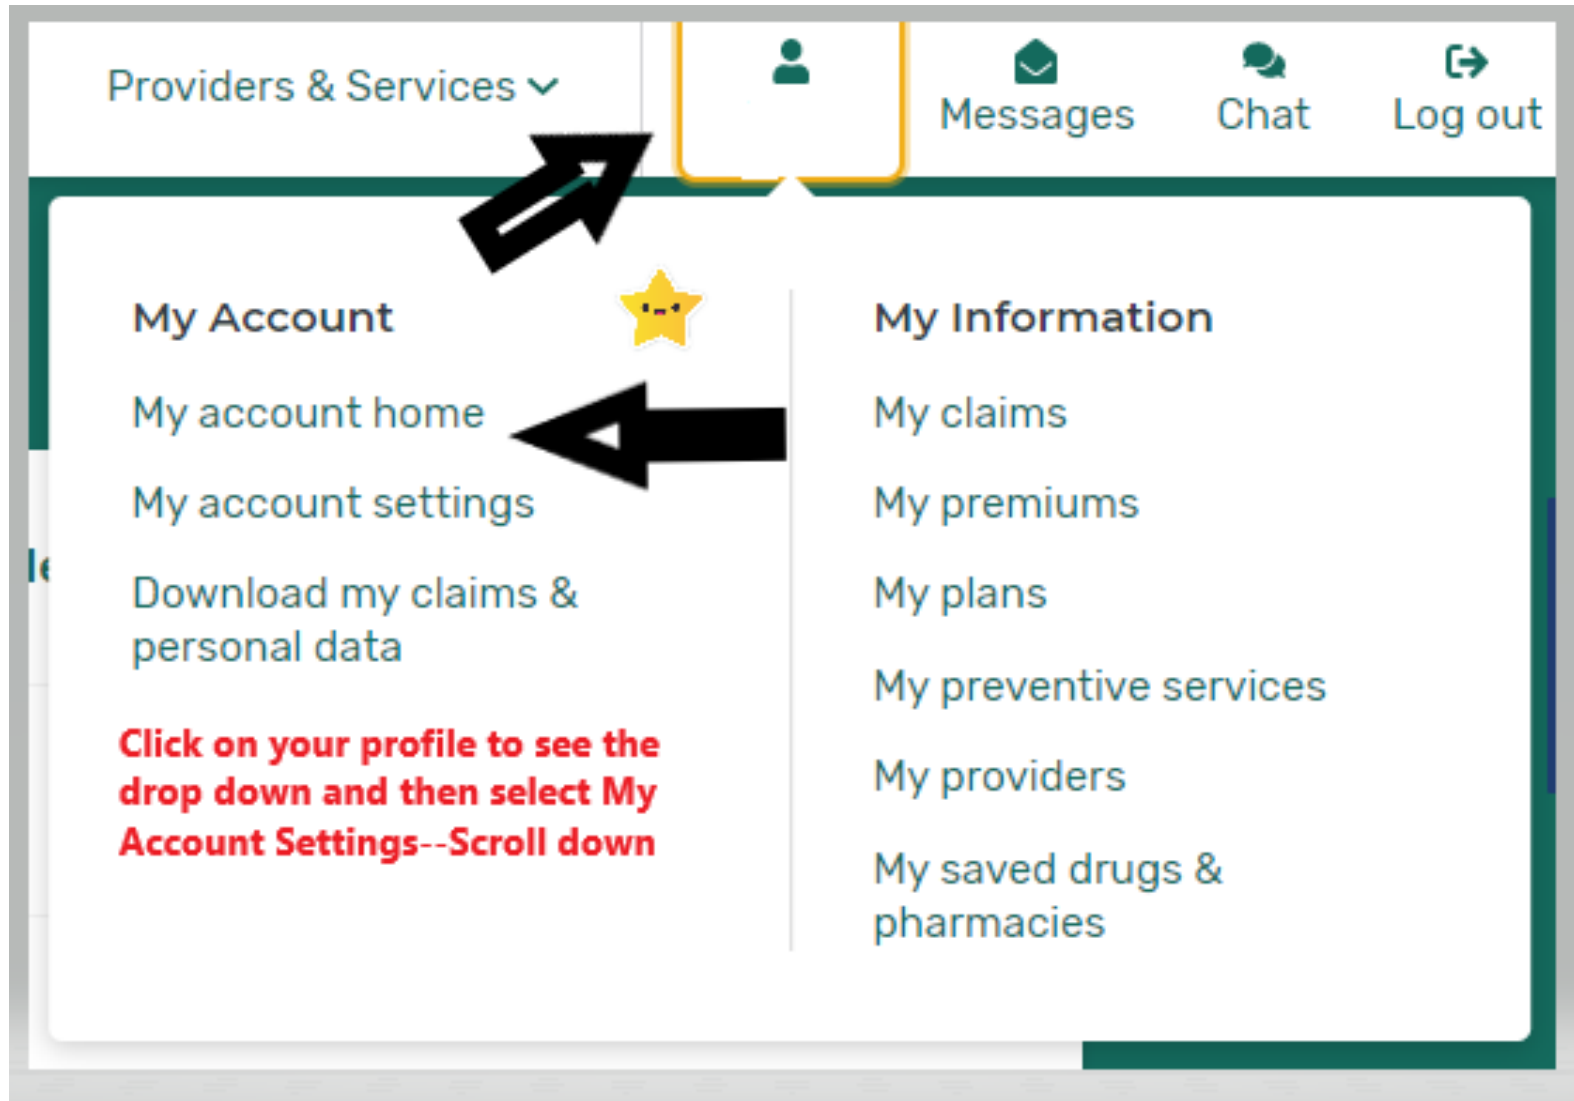 Providers & Services
Messages
Chat
Log out
My Account
My account home
My account settings
Download my claims &
personal data
Click on your profile to see the
drop down and then select My
Account Settings--Scroll down
My Information
My claims
My premiums
My plans
My preventive services
My providers
My saved drugs &
pharmacies